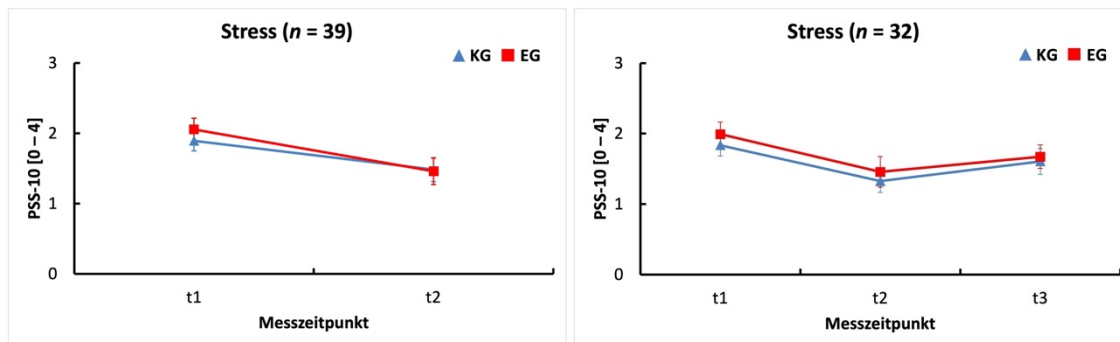 Stress (n = 39)
KG EG
3
2
1
0
PSS-10 [0 – 4]
t1 t2
Messzeitpunkt
Stress (n = 32)
KG EG
3
2
1
0
PSS-10 [0 – 4]
t1 t2 t3
Messzeitpunkt